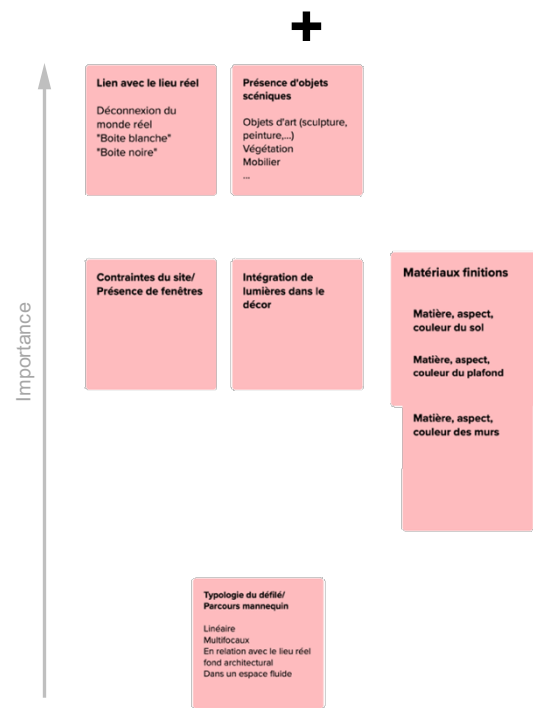 +
Lien avec le lieu réel
Déconnexion du
monde réel
"Boite blanche"
"Boite noire"
Présence d'objets
scéniques
Objets d'art (sculpture,
peinture,...)
Végétation
Mobilier
...
Importance
Contraintes du site/
Présence de fenêtres
Intégration de
lumières dans le
décor
Matériaux finitions
Matière, aspect,
couleur du sol
Matière, aspect,
couleur du plafond
Matière, aspect,
couleur des murs
Typologie du défilé/
Parcours mannequin
Linéaire
Multifocaux
En relation avec le lieu réel
fond architectural
Dans un espace fluide